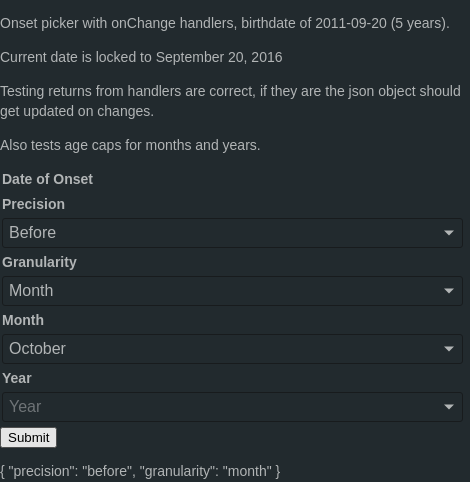 Onset picker with onChange handlers, birthdate of 2011-09-20 (5 years).
Current date is locked to September 20, 2016
Testing returns from handlers are correct, if they are the json object should
get updated on changes.
Also tests age caps for months and years.
Date of Onset
Precision
Before
Granularity
Month
Month
October
Year
Year
Submit
{ "precision": "before", "granularity": "month" }